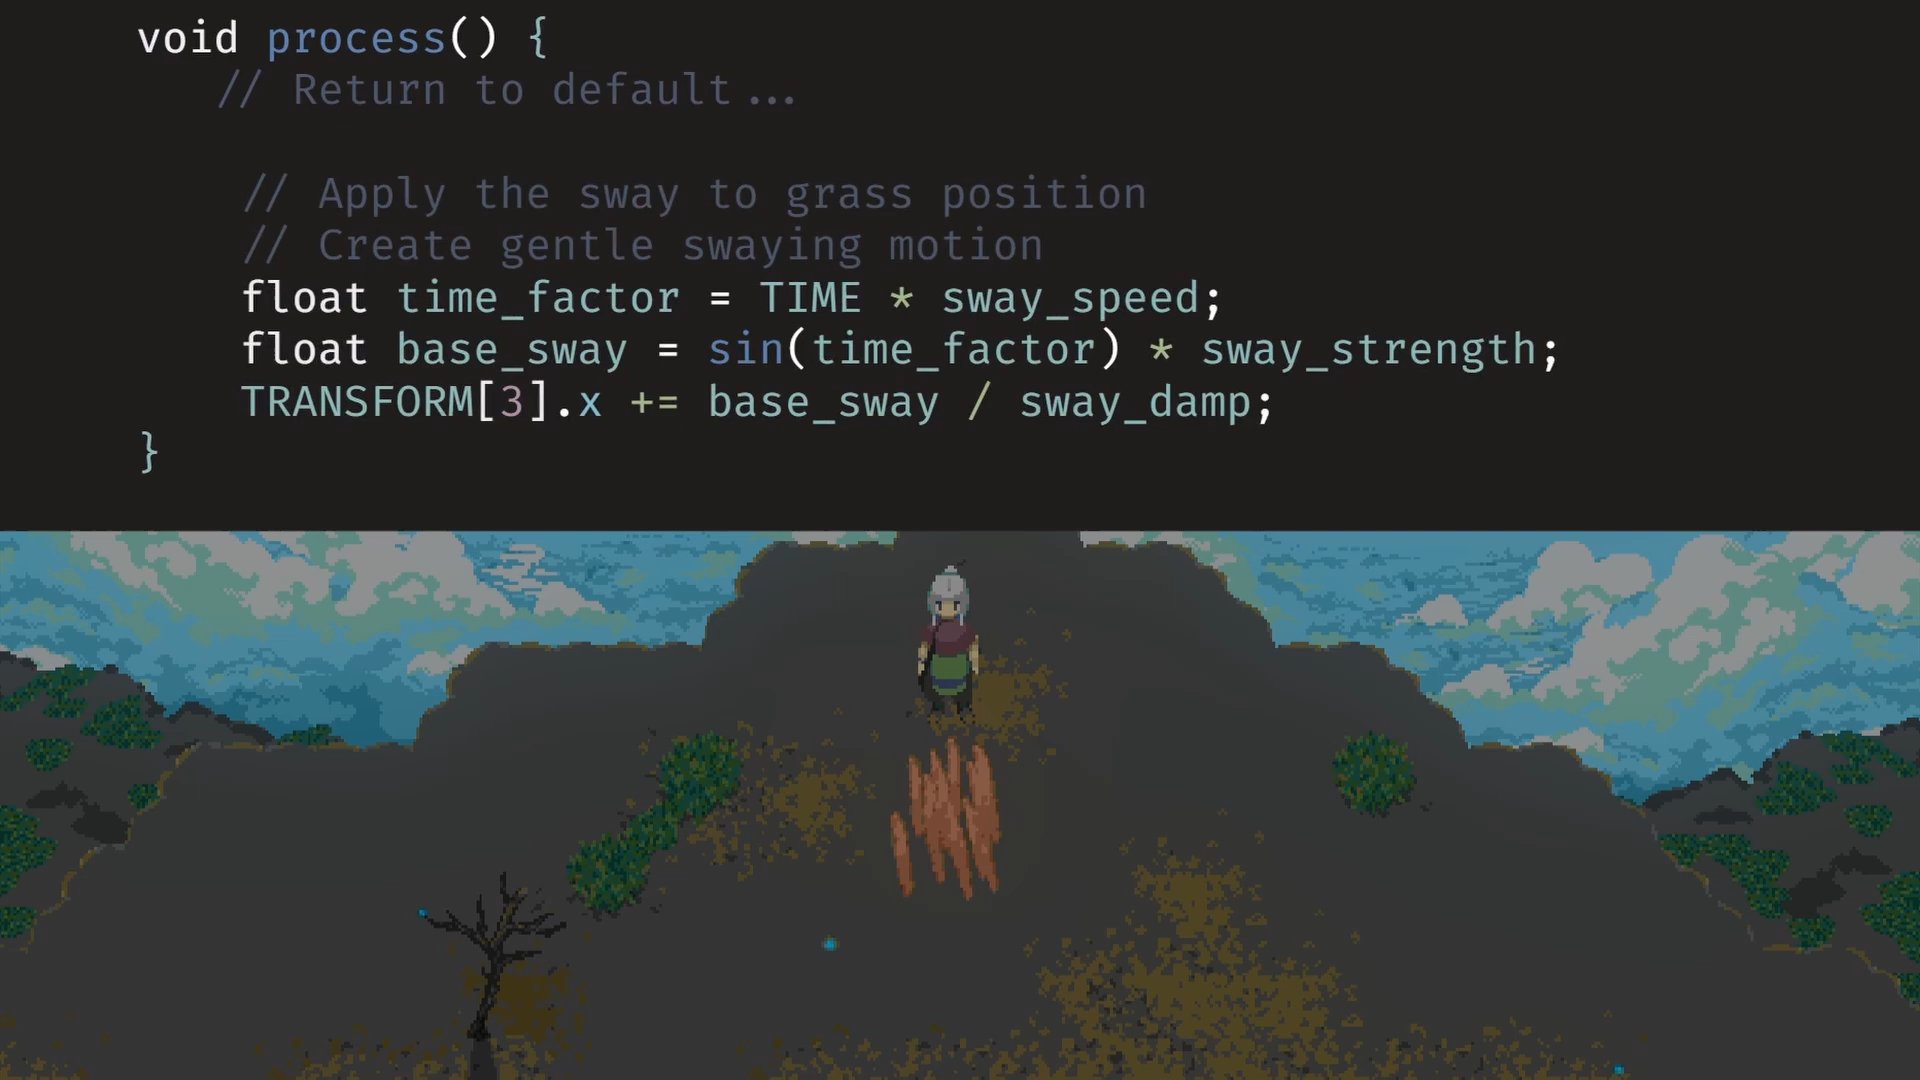 void process() {
// Return to default...
// Apply the sway to grass position
// Create gentle swaying motion
float time_factor = TIME * sway_speed;
float base_sway = sin(time_factor) * sway_strength;
TRANSFORM[3].x += base_sway / sway_damp;
}